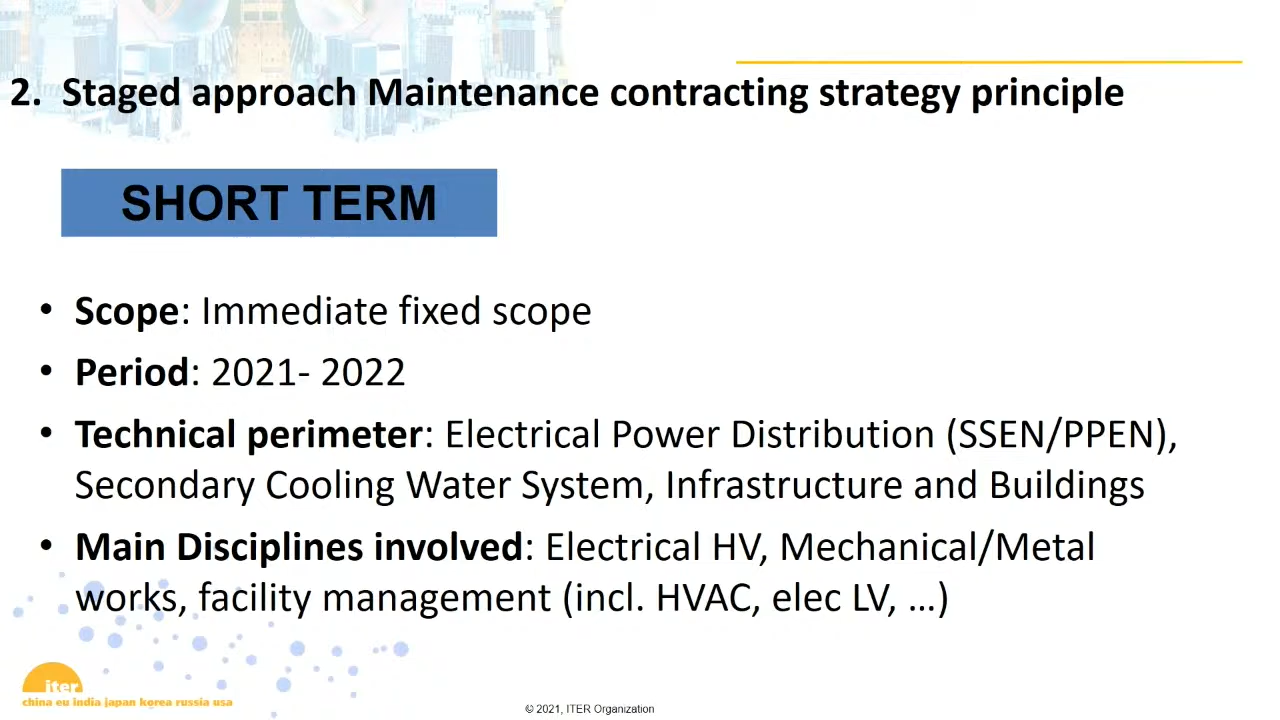 2. Staged approach Maintenance contracting strategy principle
SHORT TERM
• Scope: Immediate fixed scope
• Period: 2021- 2022
• Technical perimeter: Electrical Power Distribution (SSEN/PPEN),
Secondary Cooling Water System, Infrastructure and Buildings
• Main Disciplines involved: Electrical HV, Mechanical/Metal
works, facility management (incl. HVAC, elec LV, …)
iter
china eu india japan korea russia usa
© 2021, ITER Organization